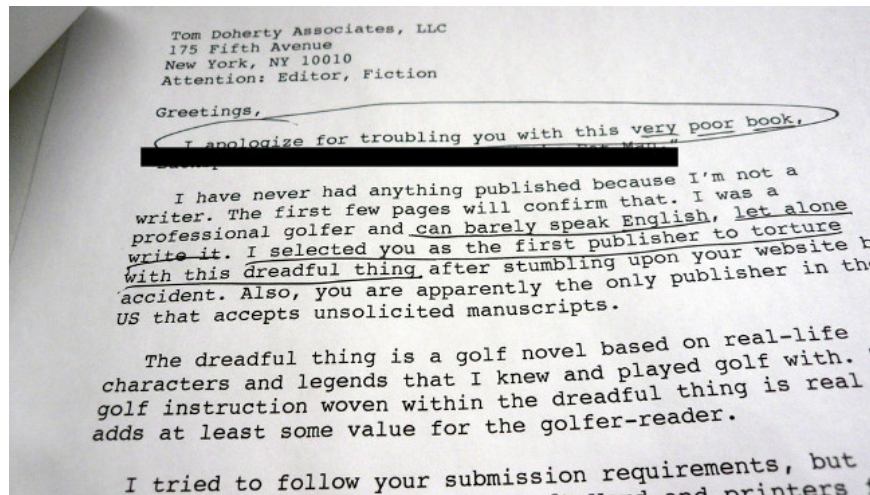 Tom Doherty Associates, LLC
175 Fifth Avenue
New York, NY 10010
Attention: Editor, Fiction
Greetings,
I apologize for troubling you with this very poor book,
I have never had anything published because I'm not a
writer. The first few pages will confirm that. I was a
professional golfer and can barely speak English, let alone
write it. I selected you as the first publisher to torture
with this dreadful thing after stumbling upon your website b
accident. Also, you are apparently the only publisher in the
US that accepts unsolicited manuscripts.
The dreadful thing is a golf novel based on real-life
characters and legends that I knew and played golf with.
golf instruction woven within the dreadful thing is real
adds at least some value for the golfer-reader.
I tried to follow your submission requirements, but
and printers